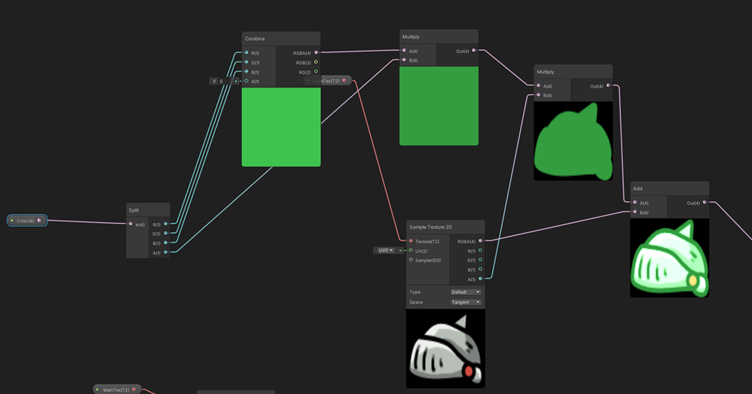 Combine
R(1)
G(1)
B(1)
A(1)
RGBA(4)
RGB(3)
RG(2)
X 0
MainTex(T2)
Multiply
A(4)
B(4)
Out(4)
Multiply
A(4)
B(4)
Out(4)
Color(4)
Split
In(4)
R(1)
G(1)
B(1)
A(1)
Add
A(4)
B(4)
Out(4)
Sample Texture 2D
Texture(T2)
UV(2)
Sampler(SS)
RGBA(4)
R(1)
G(1)
B(1)
A(1)
UV0
Type Default
Space Tangent
MainTex(T2)